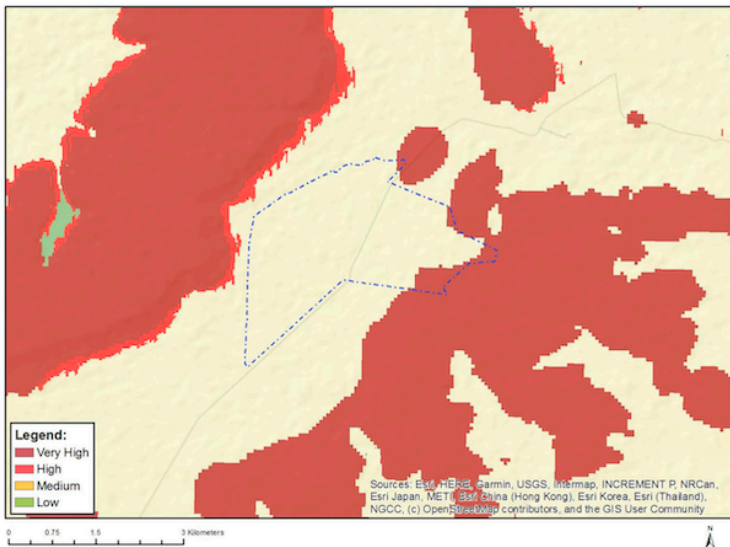 Legend:
Very High
High
Medium
Low
Sources: Esri, HERE, Garmin, USGS, Intermap, INCREMENT P, NRCan,
Esri Japan, METI, Esri China (Hong Kong), Esri Korea, Esri (Thailand),
NGCC, (c) OpenStreetMap contributors, and the GIS User Community
0 0.75 1.5 3 Kilometers
N